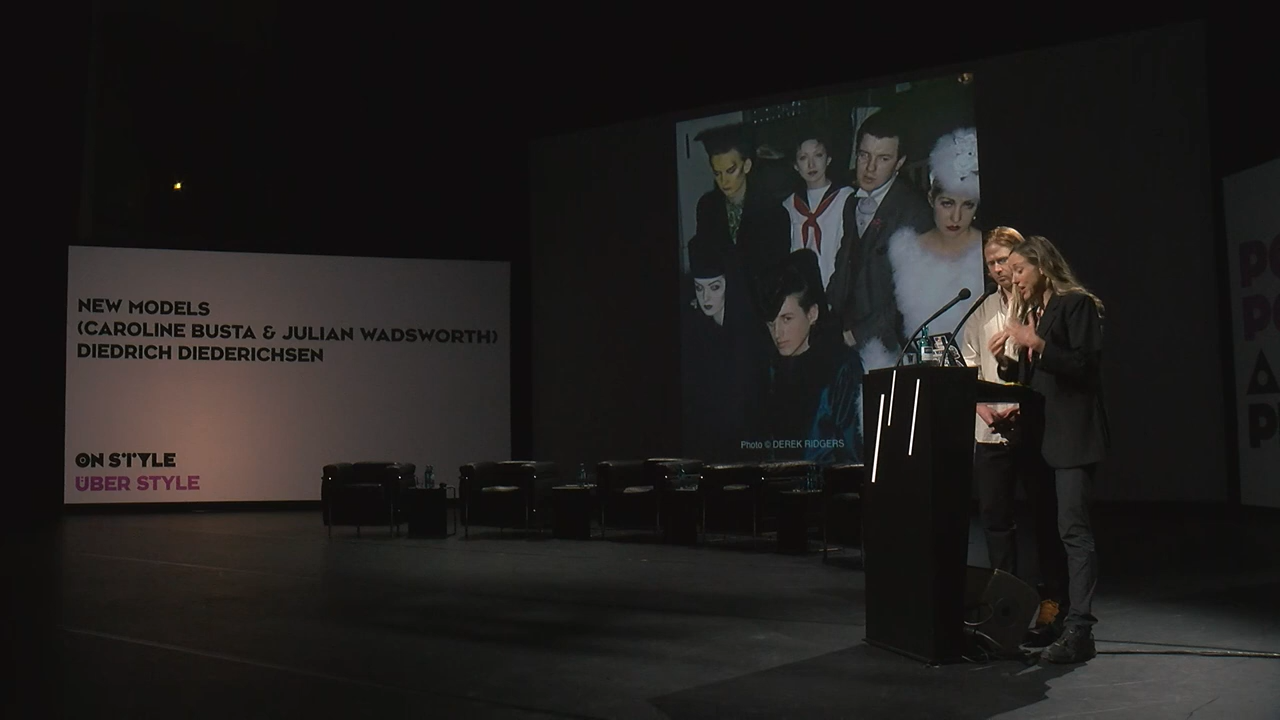 NEW MODELS
(CAROLINE BUSTA & JULIAN WADSWORTH)
DIEDRICH DIEDERICHSEN
ON STYLE
ÜBER STYLE
Photo © DEREK RIDGERS